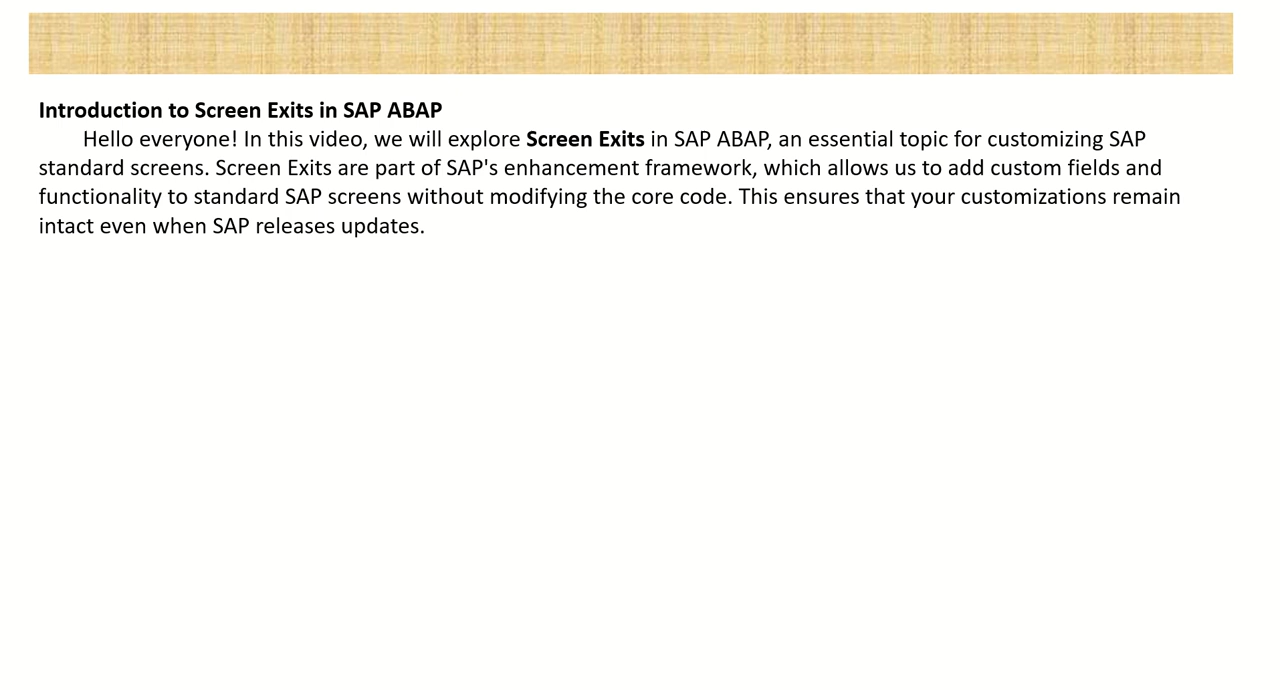 Introduction to Screen Exits in SAP ABAP
Hello everyone! In this video, we will explore Screen Exits in SAP ABAP, an essential topic for customizing SAP
standard screens. Screen Exits are part of SAP's enhancement framework, which allows us to add custom fields and
functionality to standard SAP screens without modifying the core code. This ensures that your customizations remain
intact even when SAP releases updates.